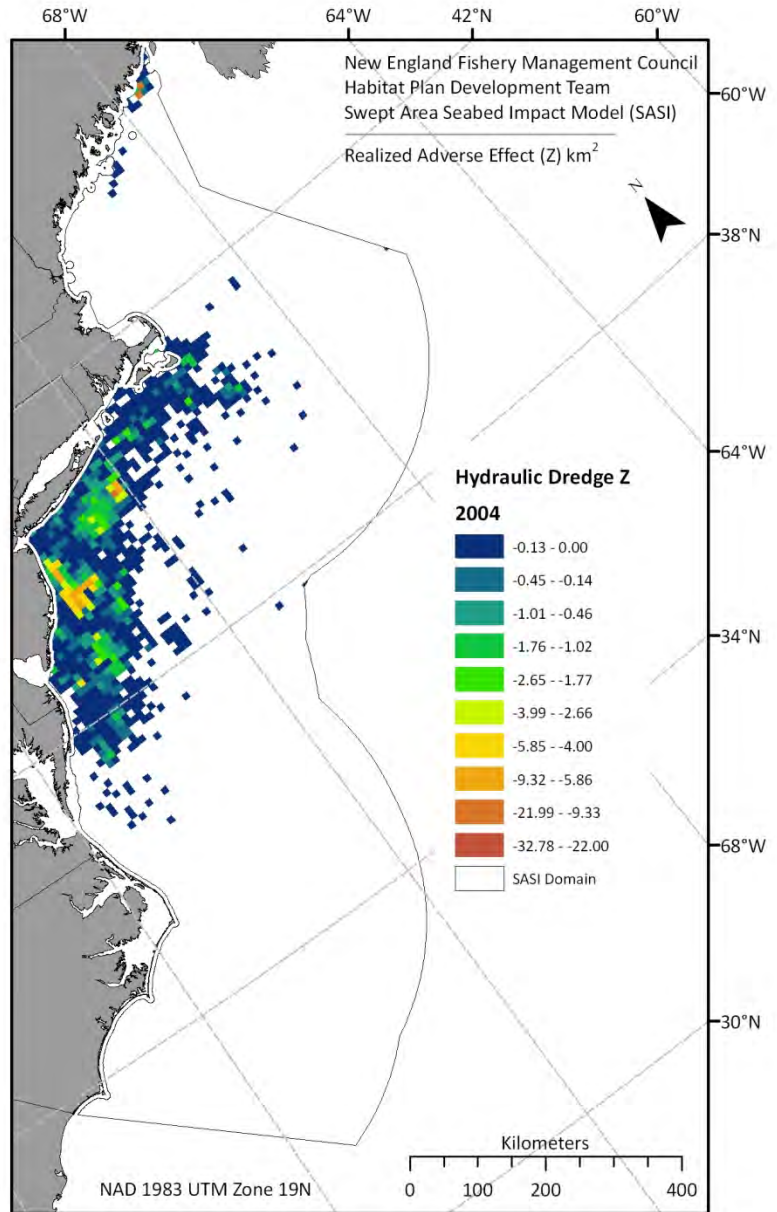 68°W 64°W 42°N 60°W
New England Fishery Management Council
Habitat Plan Development Team
Swept Area Seabed Impact Model (SASI)
Realized Adverse Effect (Z) km²
N
60°W
38°N
64°W
34°N
68°W
30°N
Hydraulic Dredge Z
2004
-0.13 - 0.00
-0.45 - -0.14
-1.01 - -0.46
-1.76 - -1.02
-2.65 - -1.77
-3.99 - -2.66
-5.85 - -4.00
-9.32 - -5.86
-21.99 - -9.33
-32.78 - -22.00
SASI Domain
Kilometers
0 100 200 400
NAD 1983 UTM Zone 19N